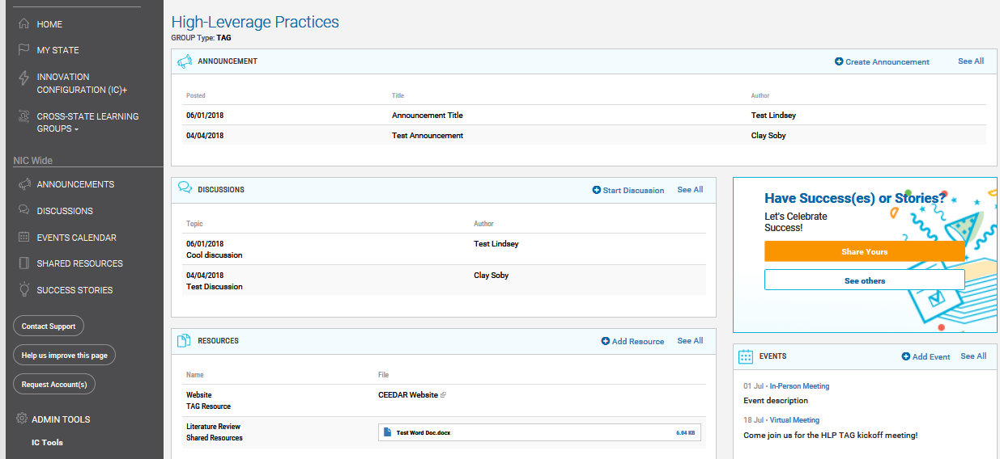 HOME
MY STATE
INNOVATION
CONFIGURATION (IC)+
CROSS-STATE LEARNING
GROUPS
NIC Wide
ANNOUNCEMENTS
DISCUSSIONS
EVENTS CALENDAR
SHARED RESOURCES
SUCCESS STORIES
Contact Support
Help us improve this page
Request Account(s)
ADMIN TOOLS
IC Tools
High-Leverage Practices
GROUP Type: TAG
ANNOUNCEMENT Create Announcement See All
Posted Title Author
06/01/2018 Announcement Title Test Lindsey
04/04/2018 Test Announcement Clay Soby
DISCUSSIONS Start Discussion See All
Topic Author
06/01/2018 Test Lindsey
Cool discussion
04/04/2018 Clay Soby
Test Discussion
RESOURCES Add Resource See All
Name File
Website CEEDAR Website
TAG Resource
Literature Review
Shared Resources
Test Word Doc.docx 6.04 KB
Have Success(es) or Stories?
Let's Celebrate
Success!
Share Yours
See others
EVENTS Add Event See All
01 Jul - In-Person Meeting
Event description
18 Jul - Virtual Meeting
Come join us for the HLP TAG kickoff meeting!